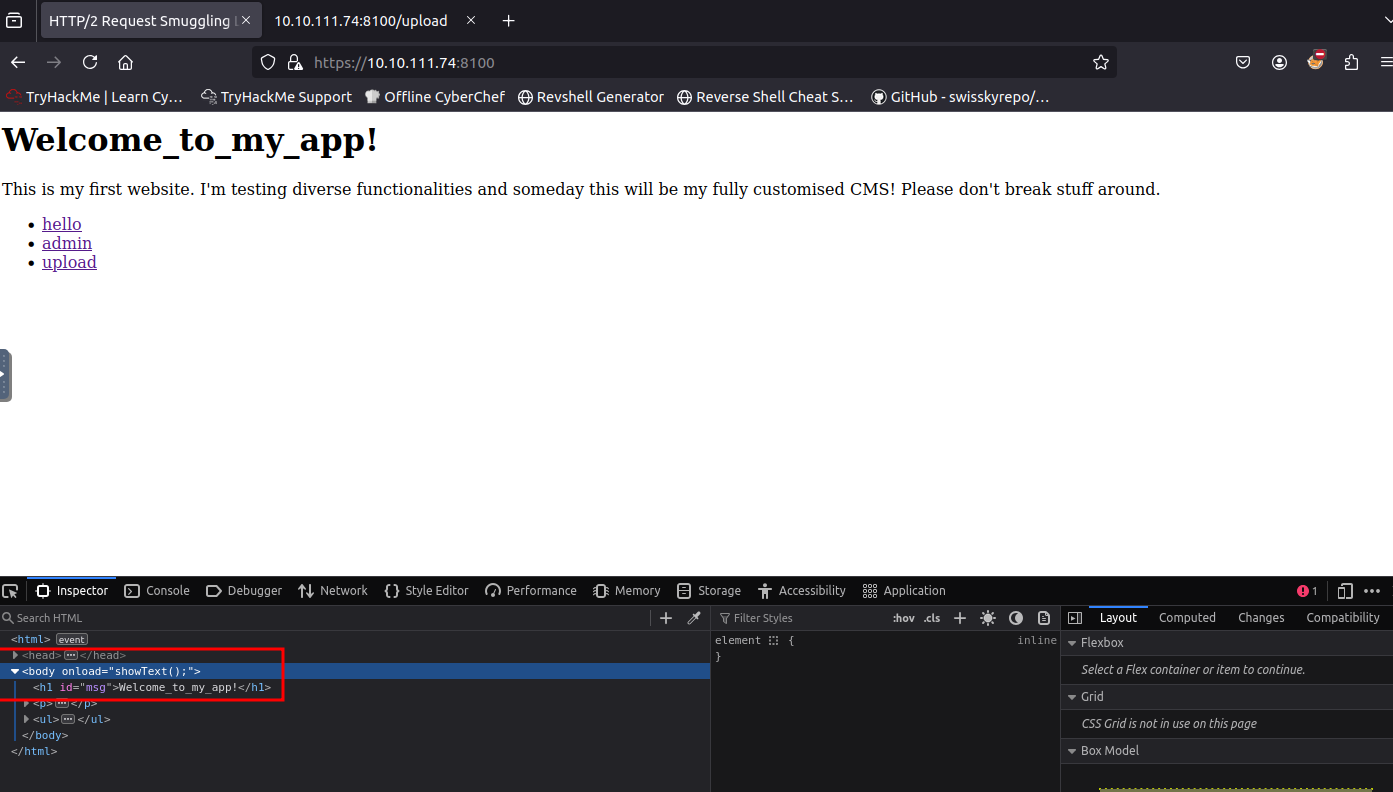 HTTP/2 Request Smuggling
10.10.111.74:8100/upload
https://10.10.111.74:8100
TryHackMe | Learn Cy… TryHackMe Support Offline CyberChef Revshell Generator Reverse Shell Cheat S… GitHub - swisskyrepo/…
Welcome_to_my_app!
This is my first website. I'm testing diverse functionalities and someday this will be my fully customised CMS! Please don't break stuff around.
• hello
• admin
• upload
Inspector Console Debugger Network Style Editor Performance Memory Storage Accessibility Application 1
Search HTML
<html> event
<head> </head>
<body onload="showText();">
<h1 id="msg">Welcome_to_my_app!</h1>
<p> </p>
<ul> </ul>
</body>
</html>
Filter Styles :hov .cls
element { inline
}
Layout Computed Changes Compatibility
Flexbox
Select a Flex container or item to continue.
Grid
CSS Grid is not in use on this page
Box Model